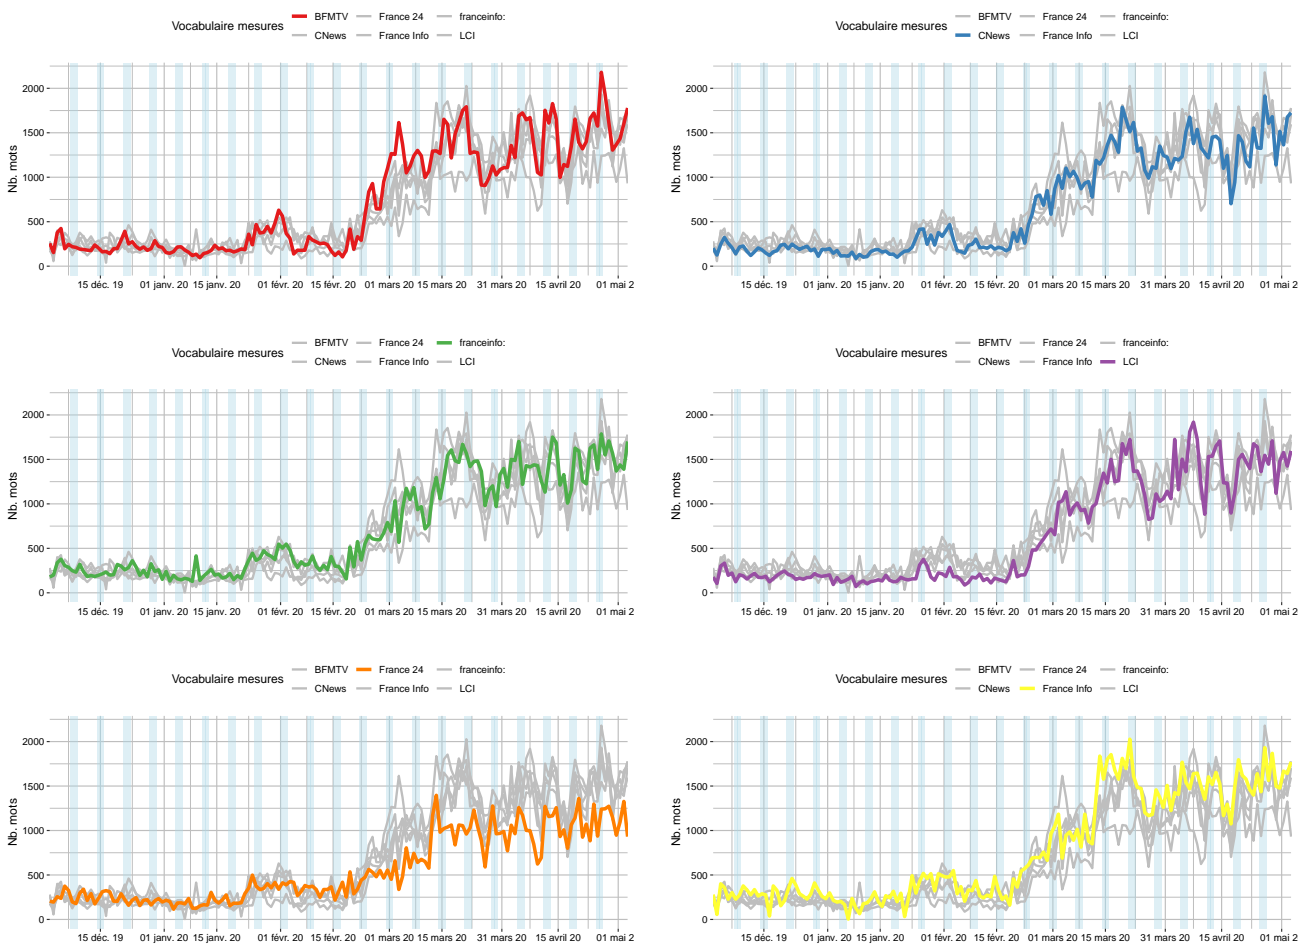 Vocabulaire mesures BFMTV France 24 franceinfo:
CNews France Info LCI
Nb. mots
2000
1500
1000
500
0
15 déc. 19 01 janv. 20 15 janv. 20 01 févr. 20 15 févr. 20 01 mars 20 15 mars 20 31 mars 20 15 avril 20 01 mai 2
Vocabulaire mesures BFMTV France 24 franceinfo:
CNews France Info LCI
Nb. mots
2000
1500
1000
500
0
15 déc. 19 01 janv. 20 15 janv. 20 01 févr. 20 15 févr. 20 01 mars 20 15 mars 20 31 mars 20 15 avril 20 01 mai 2
Vocabulaire mesures BFMTV France 24 franceinfo:
CNews France Info LCI
Nb. mots
2000
1500
1000
500
0
15 déc. 19 01 janv. 20 15 janv. 20 01 févr. 20 15 févr. 20 01 mars 20 15 mars 20 31 mars 20 15 avril 20 01 mai 2
Vocabulaire mesures BFMTV France 24 franceinfo:
CNews France Info LCI
Nb. mots
2000
1500
1000
500
0
15 déc. 19 01 janv. 20 15 janv. 20 01 févr. 20 15 févr. 20 01 mars 20 15 mars 20 31 mars 20 15 avril 20 01 mai 2
Vocabulaire mesures BFMTV France 24 franceinfo:
CNews France Info LCI
Nb. mots
2000
1500
1000
500
0
15 déc. 19 01 janv. 20 15 janv. 20 01 févr. 20 15 févr. 20 01 mars 20 15 mars 20 31 mars 20 15 avril 20 01 mai 2
Vocabulaire mesures BFMTV France 24 franceinfo:
CNews France Info LCI
Nb. mots
2000
1500
1000
500
0
15 déc. 19 01 janv. 20 15 janv. 20 01 févr. 20 15 févr. 20 01 mars 20 15 mars 20 31 mars 20 15 avril 20 01 mai 2